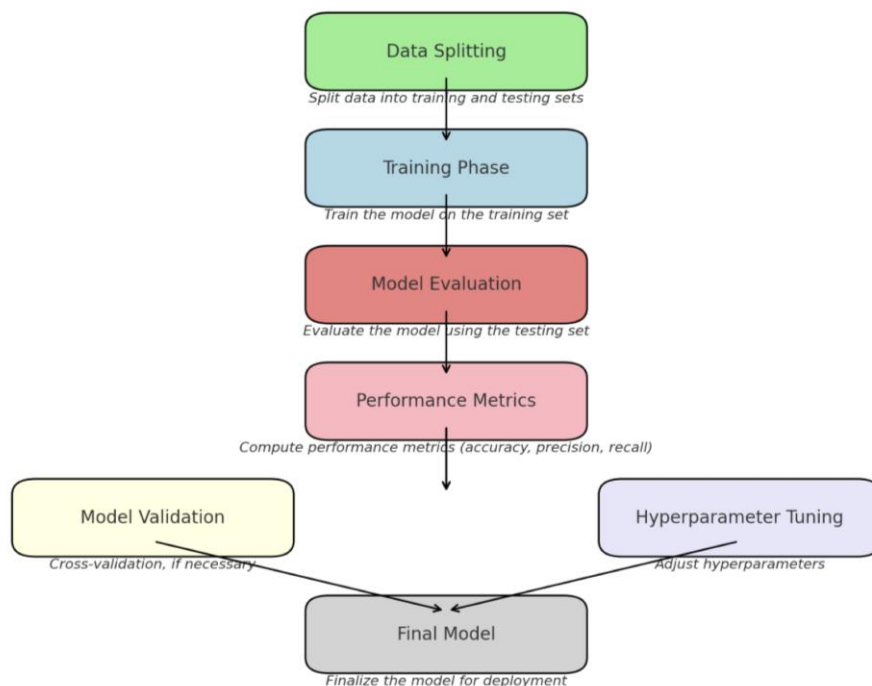 Data Splitting
Split data into training and testing sets
Training Phase
Train the model on the training set
Model Evaluation
Evaluate the model using the testing set
Performance Metrics
Compute performance metrics (accuracy, precision, recall)
Model Validation
Cross-validation, if necessary
Hyperparameter Tuning
Adjust hyperparameters
Final Model
Finalize the model for deployment